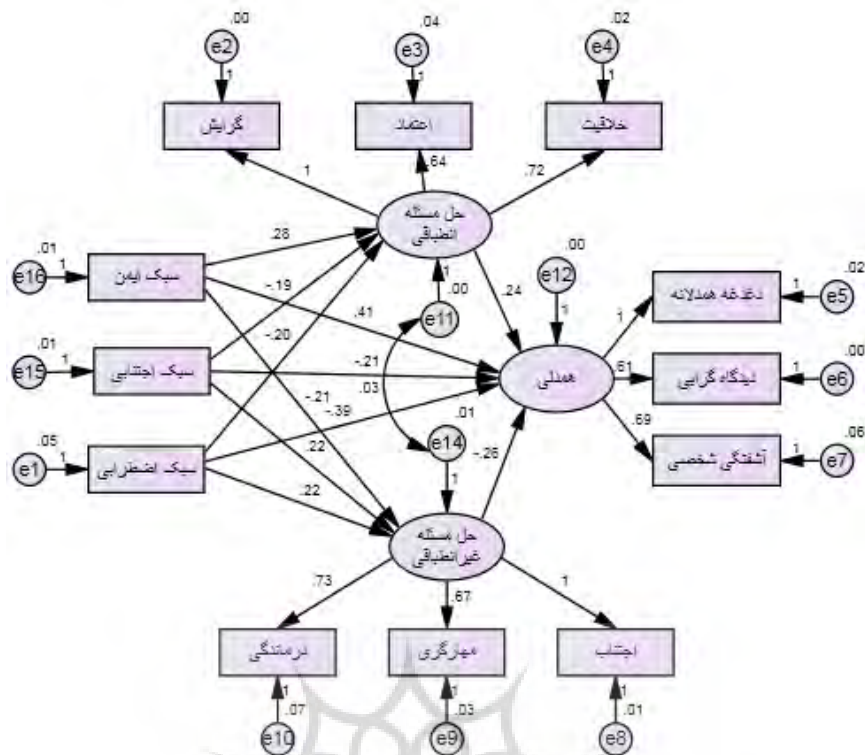 .00
.04
.02
e2
e3
e4
1
1
1
گرایش
اعتماد
خلاقیت
1
.64
.72
حل مسئله
انطباقی
.01
e16
1
سبک ایمن
.28
1
.00
e11
.24
.00
e12
1
دغدغه همدلانه
1
1
.02
e5
-.19
.41
.01
e15
1
سبک اجتنابی
-.20
-.21
.03
همدلی
.61
دیدگاه گرایی
1
.00
e6
-.21
-.39
.01
.05
e1
1
سبک اضطرابی
.22
.22
e14
1
-.26
.69
آشفتگی شخصی
1
.06
e7
حل مسئله
غیرانطباقی
.73
.67
1
درماندگی
مهارگری
اجتناب
1
.07
1
.03
1
.01
e10
e9
e8